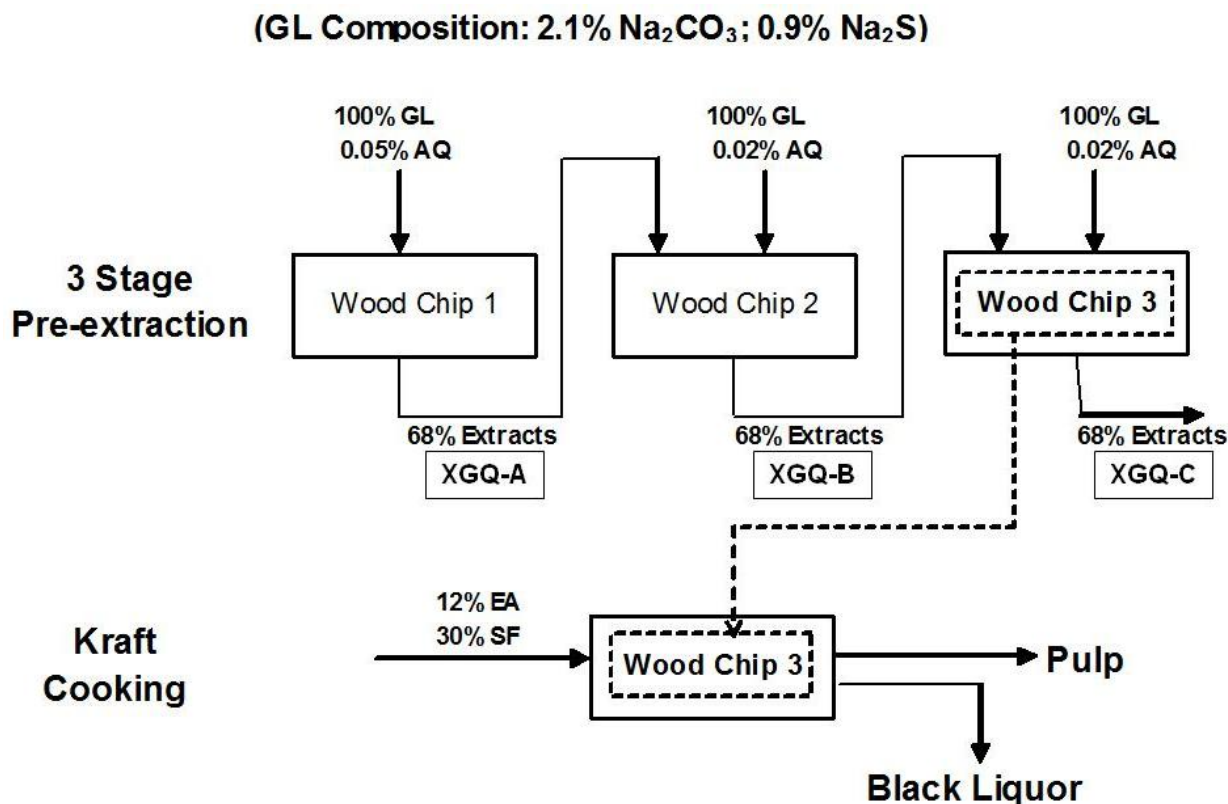 (GL Composition: 2.1% Na₂CO₃; 0.9% Na₂S)
100% GL
0.05% AQ
100% GL
0.02% AQ
100% GL
0.02% AQ
3 Stage
Pre-extraction
Wood Chip 1
Wood Chip 2
Wood Chip 3
68% Extracts
XGQ-A
68% Extracts
XGQ-B
68% Extracts
XGQ-C
Kraft
Cooking
12% EA
30% SF
Wood Chip 3
Pulp
Black Liquor